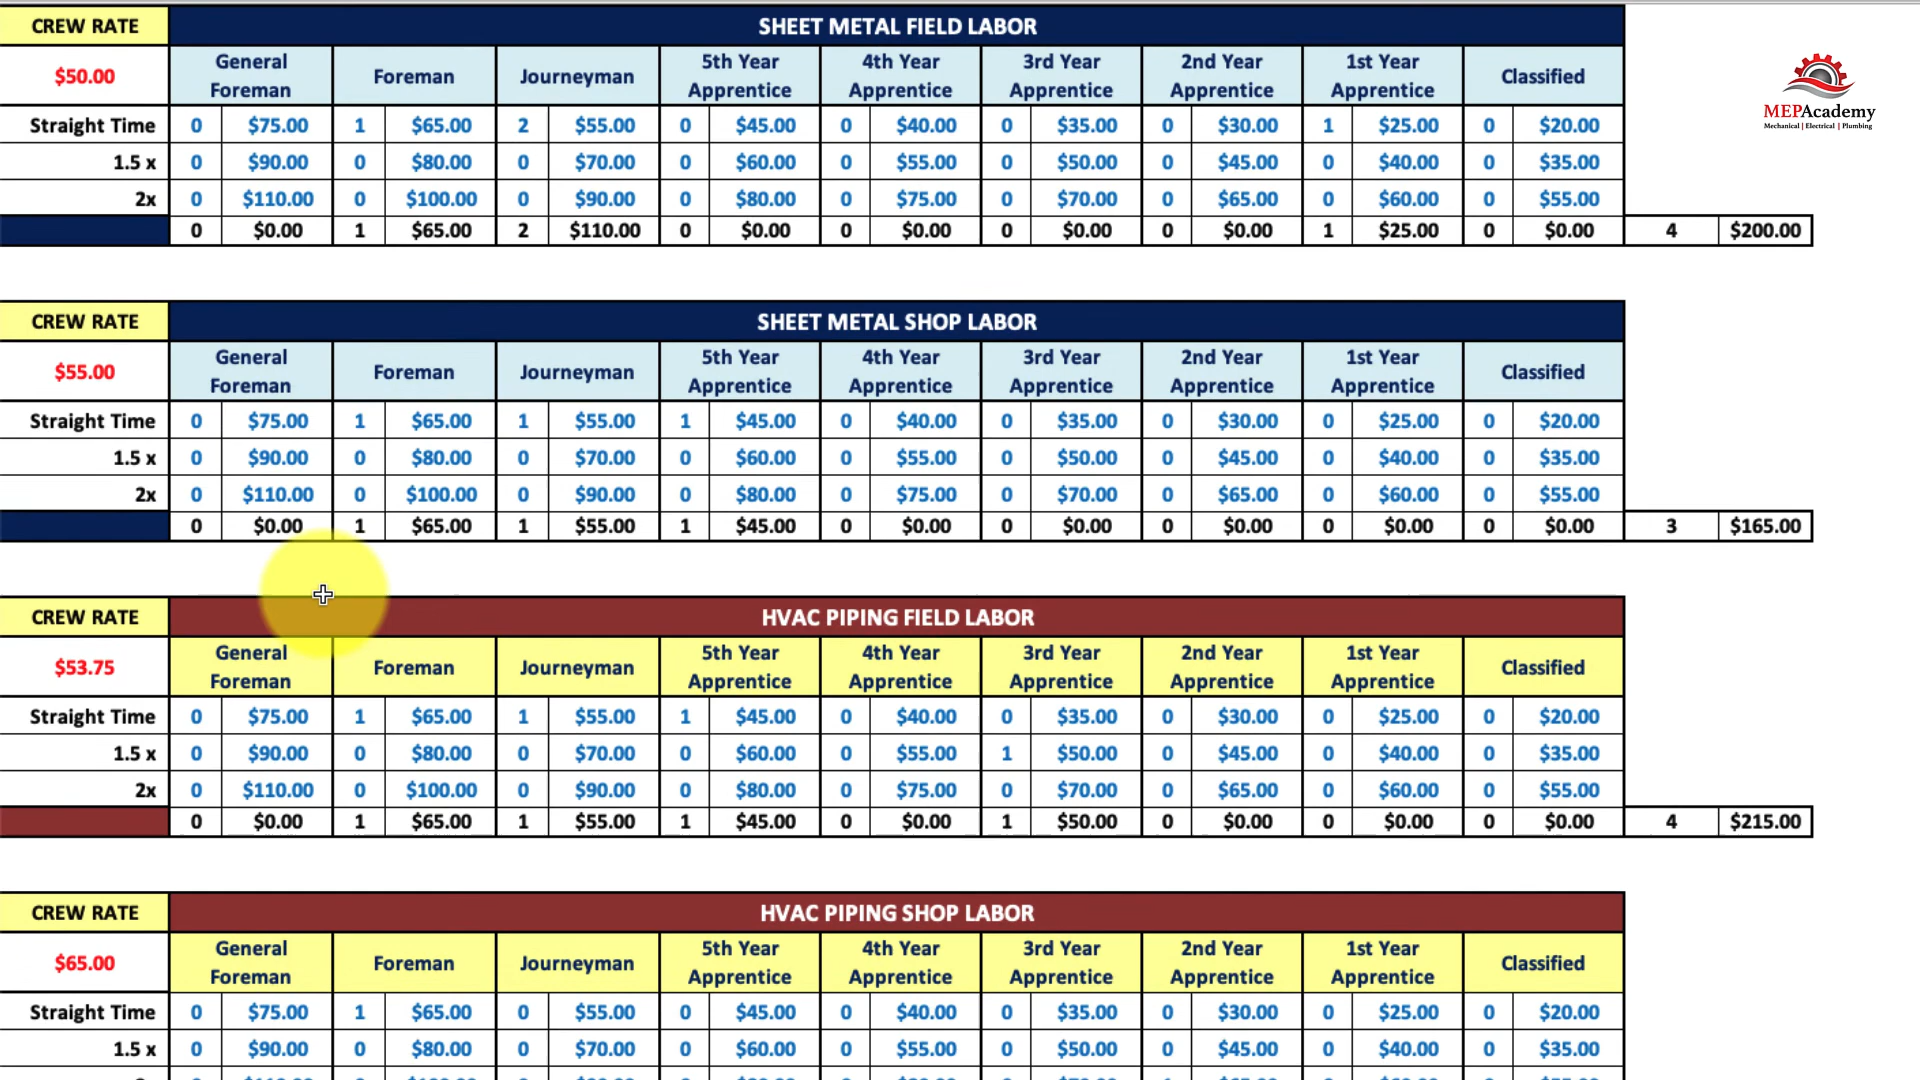 CREW RATE SHEET METAL FIELD LABOR
$50.00 General Foreman Foreman Journeyman 5th Year Apprentice 4th Year Apprentice 3rd Year Apprentice 2nd Year Apprentice 1st Year Apprentice Classified
Straight Time 0 $75.00 1 $65.00 2 $55.00 0 $45.00 0 $40.00 0 $35.00 0 $30.00 1 $25.00 0 $20.00
1.5 x 0 $90.00 0 $80.00 0 $70.00 0 $60.00 0 $55.00 0 $50.00 0 $45.00 0 $40.00 0 $35.00
2x 0 $110.00 0 $100.00 0 $90.00 0 $80.00 0 $75.00 0 $70.00 0 $65.00 0 $60.00 0 $55.00
0 $0.00 1 $65.00 2 $110.00 0 $0.00 0 $0.00 0 $0.00 0 $0.00 1 $25.00 0 $0.00 4 $200.00
MEPAcademy
Mechanical | Electrical | Plumbing
CREW RATE SHEET METAL SHOP LABOR
$55.00 General Foreman Foreman Journeyman 5th Year Apprentice 4th Year Apprentice 3rd Year Apprentice 2nd Year Apprentice 1st Year Apprentice Classified
Straight Time 0 $75.00 1 $65.00 1 $55.00 1 $45.00 0 $40.00 0 $35.00 0 $30.00 0 $25.00 0 $20.00
1.5 x 0 $90.00 0 $80.00 0 $70.00 0 $60.00 0 $55.00 0 $50.00 0 $45.00 0 $40.00 0 $35.00
2x 0 $110.00 0 $100.00 0 $90.00 0 $80.00 0 $75.00 0 $70.00 0 $65.00 0 $60.00 0 $55.00
0 $0.00 1 $65.00 1 $55.00 1 $45.00 0 $0.00 0 $0.00 0 $0.00 0 $0.00 0 $0.00 3 $165.00
CREW RATE HVAC PIPING FIELD LABOR
$53.75 General Foreman Foreman Journeyman 5th Year Apprentice 4th Year Apprentice 3rd Year Apprentice 2nd Year Apprentice 1st Year Apprentice Classified
Straight Time 0 $75.00 1 $65.00 1 $55.00 1 $45.00 0 $40.00 0 $35.00 0 $30.00 0 $25.00 0 $20.00
1.5 x 0 $90.00 0 $80.00 0 $70.00 0 $60.00 0 $55.00 1 $50.00 0 $45.00 0 $40.00 0 $35.00
2x 0 $110.00 0 $100.00 0 $90.00 0 $80.00 0 $75.00 0 $70.00 0 $65.00 0 $60.00 0 $55.00
0 $0.00 1 $65.00 1 $55.00 1 $45.00 0 $0.00 1 $50.00 0 $0.00 0 $0.00 0 $0.00 4 $215.00
CREW RATE HVAC PIPING SHOP LABOR
$65.00 General Foreman Foreman Journeyman 5th Year Apprentice 4th Year Apprentice 3rd Year Apprentice 2nd Year Apprentice 1st Year Apprentice Classified
Straight Time 0 $75.00 1 $65.00 0 $55.00 0 $45.00 0 $40.00 0 $35.00 0 $30.00 0 $25.00 0 $20.00
1.5 x 0 $90.00 0 $80.00 0 $70.00 0 $60.00 0 $55.00 0 $50.00 0 $45.00 0 $40.00 0 $35.00